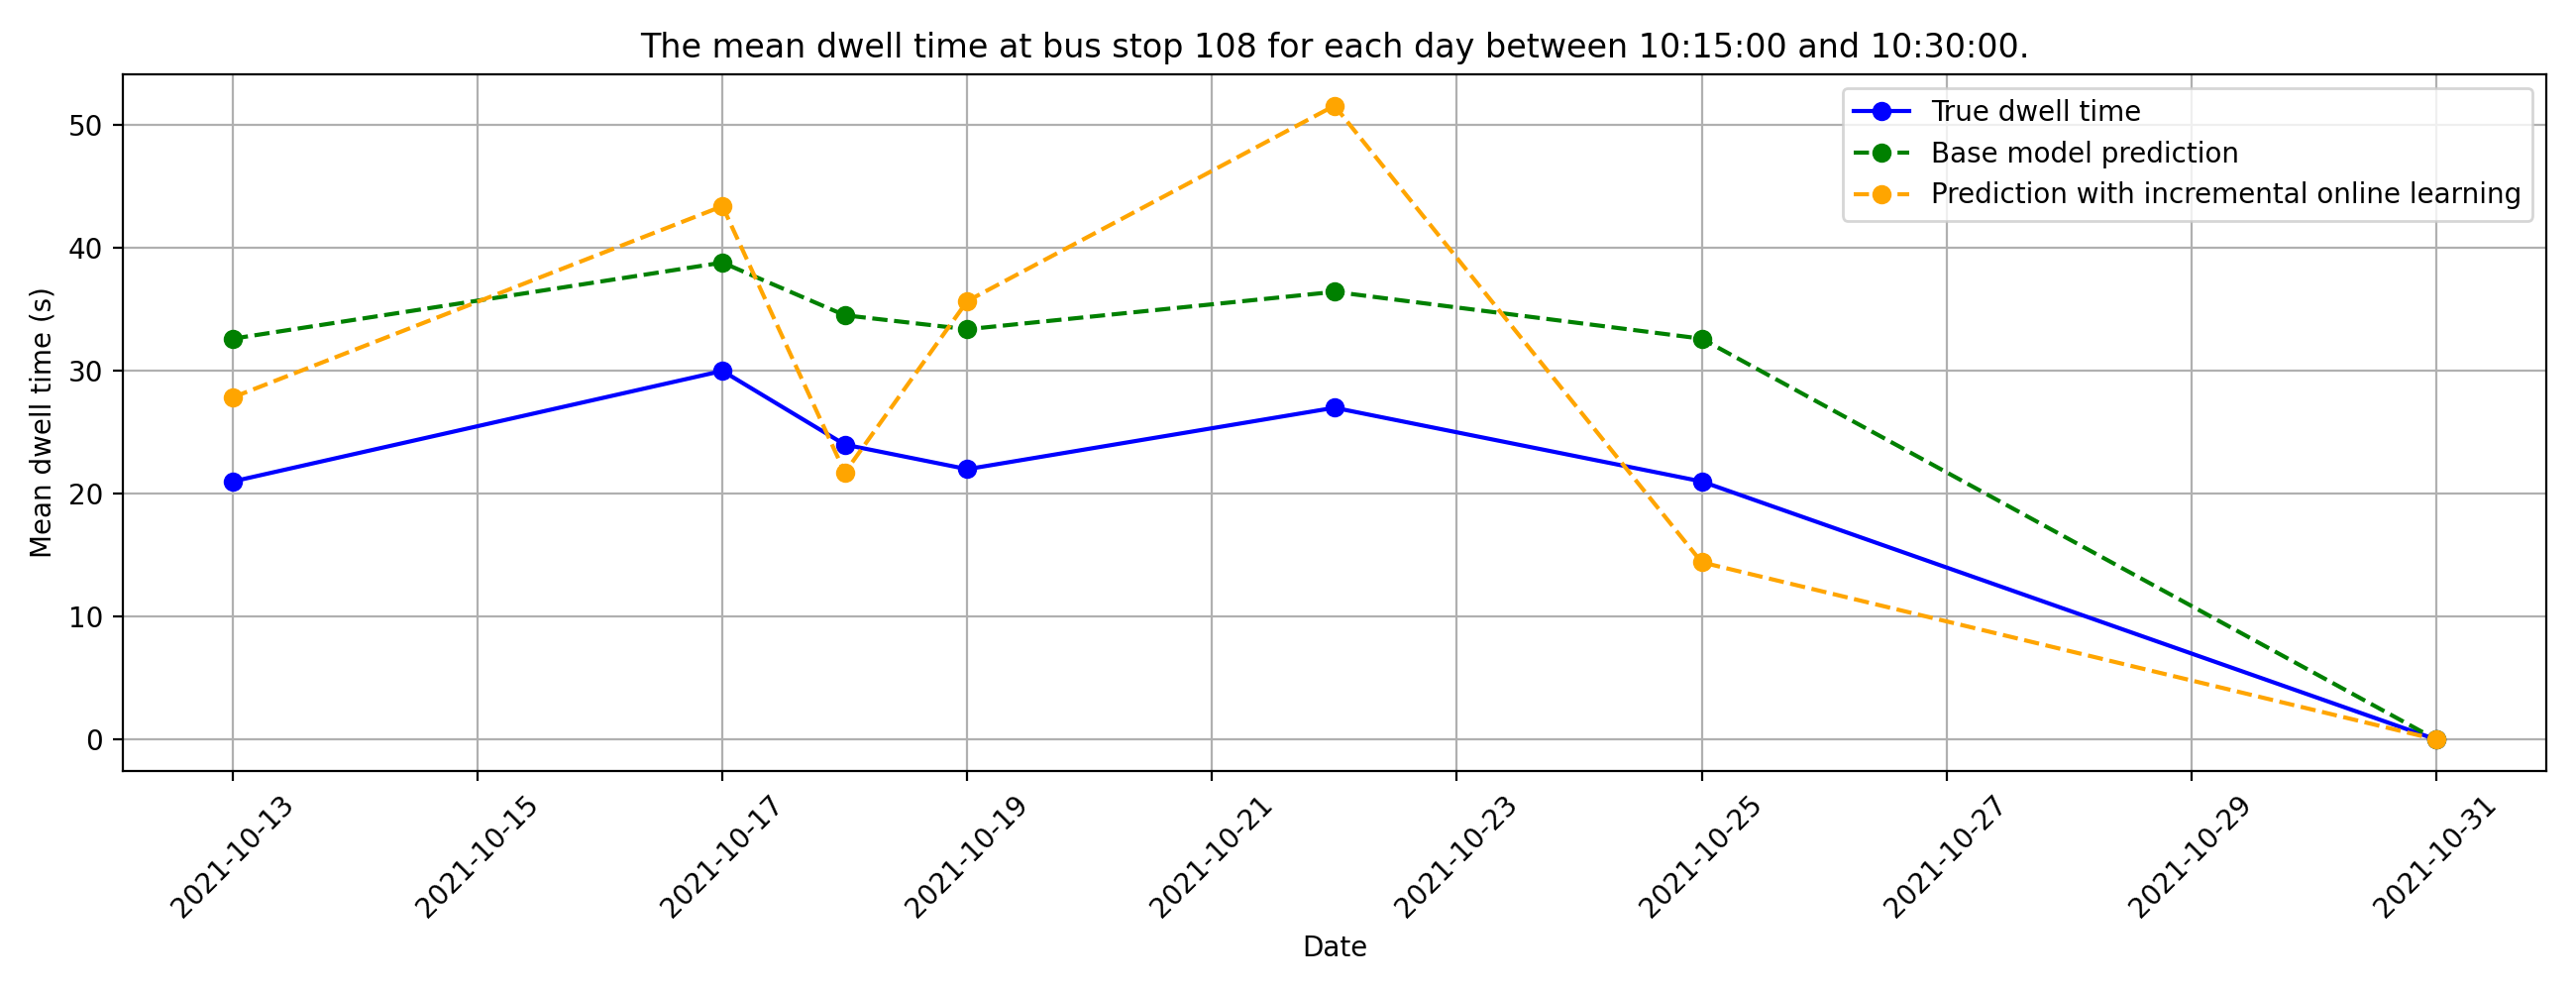 The mean dwell time at bus stop 108 for each day between 10:15:00 and 10:30:00.
True dwell time
Base model prediction
Prediction with incremental online learning
Mean dwell time (s)
50
40
30
20
10
0
2021-10-13
2021-10-15
2021-10-17
2021-10-19
2021-10-21
2021-10-23
2021-10-25
2021-10-27
2021-10-29
2021-10-31
Date